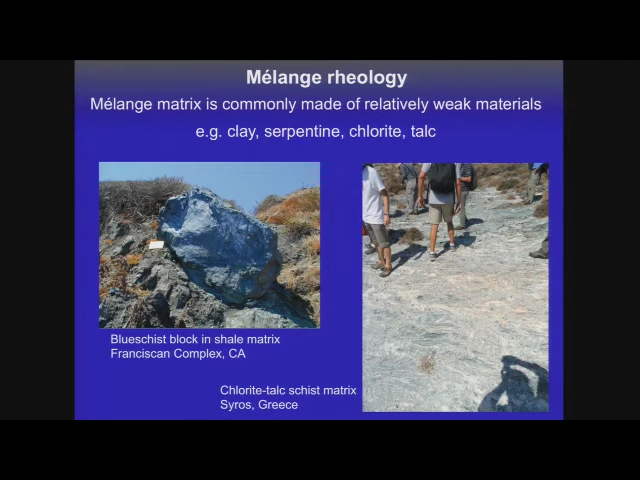 Mélange rheology
Mélange matrix is commonly made of relatively weak materials
e.g. clay, serpentine, chlorite, talc
Blueschist block in shale matrix
Franciscan Complex, CA
Chlorite-talc schist matrix
Syros, Greece